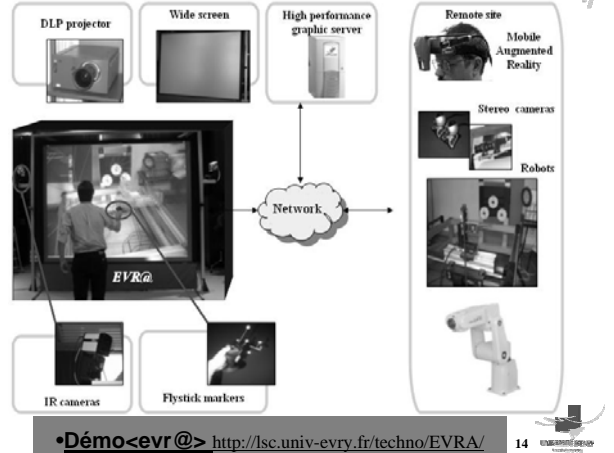 DLP projector
Wide screen
High performance
graphic server
Remote site
Mobile
Augmented
Reality
Stereo cameras
Robots
Network
EVR@
IR cameras
Flystick markers
•Démo<evr@> http://lsc.univ-evry.fr/techno/EVRA/
14